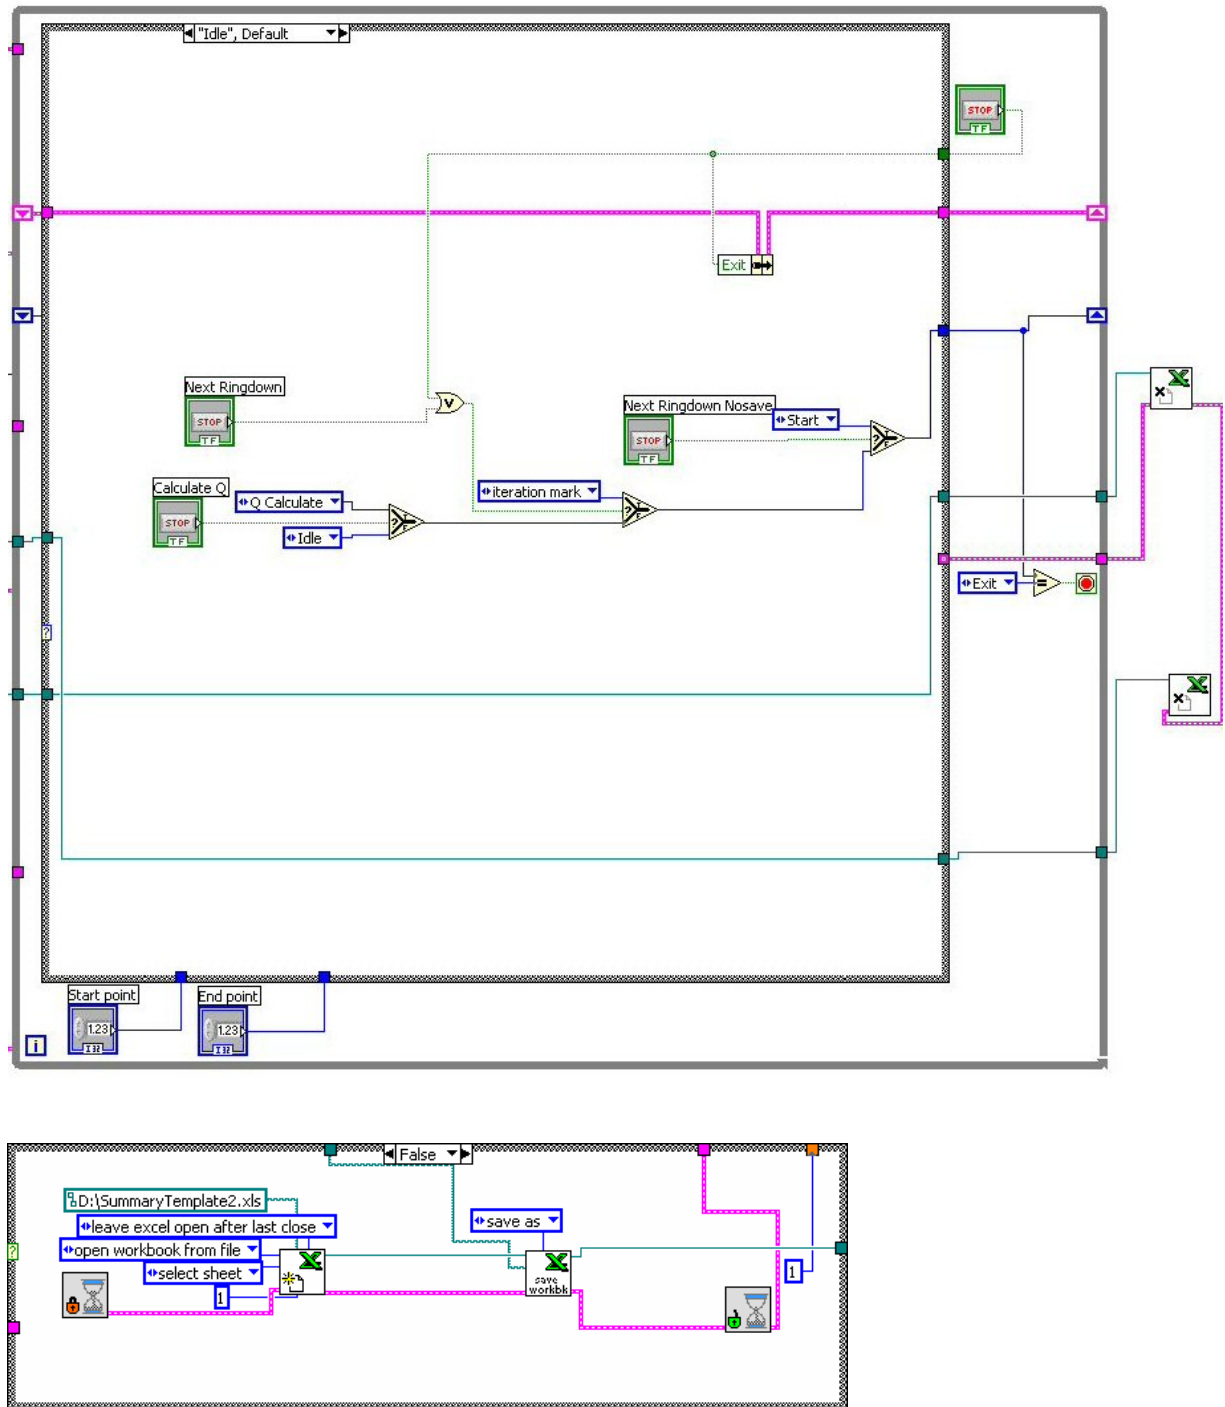 "Idle", Default
STOP
TF
Exit
Next Ringdown
STOP
TF
V
Next Ringdown Nosave
Start
STOP
TF
?
T
F
Calculate Q
Q Calculate
STOP
TF
Idle
?
T
F
iteration mark
?
T
F
X
x
Exit
=
?
X
x
Start point
1.23
I32
End point
1.23
I32
i
False
D:\SummaryTemplate2.xls
leave excel open after last close
save as
open workbook from file
?
select sheet
X
X
save
workbk
1
1